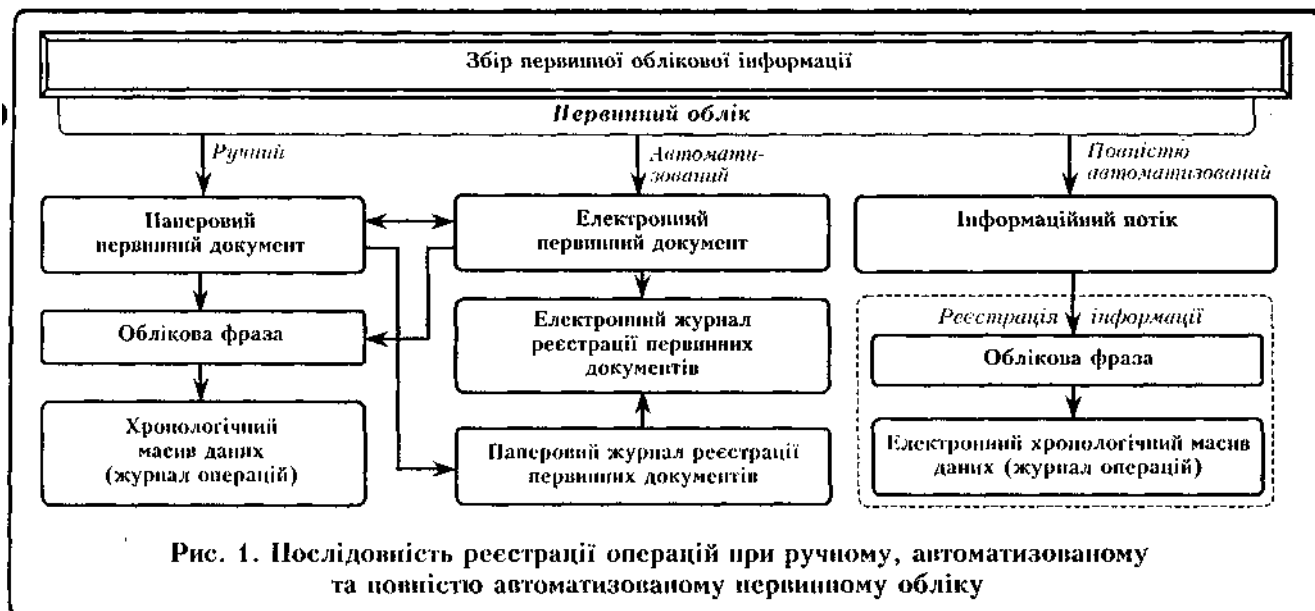 Збір первинної облікової інформації
Первинний облік
Ручний
Автомати-
зований
Повністю
автоматизований
Паперовий
первинний документ
Електронний
первинний документ
Інформаційний потік
Облікова фраза
Електронний журнал
реєстрації первинних
документів
Реєстрація інформації
Облікова фраза
Хронологічний
масив даних
(журнал операцій)
Паперовий журнал реєстрації
первинних документів
Електронний хронологічний масив
даних (журнал операцій)
Рис. 1. Послідовність реєстрації операцій при ручному, автоматизованому
та повністю автоматизованому первинному обліку